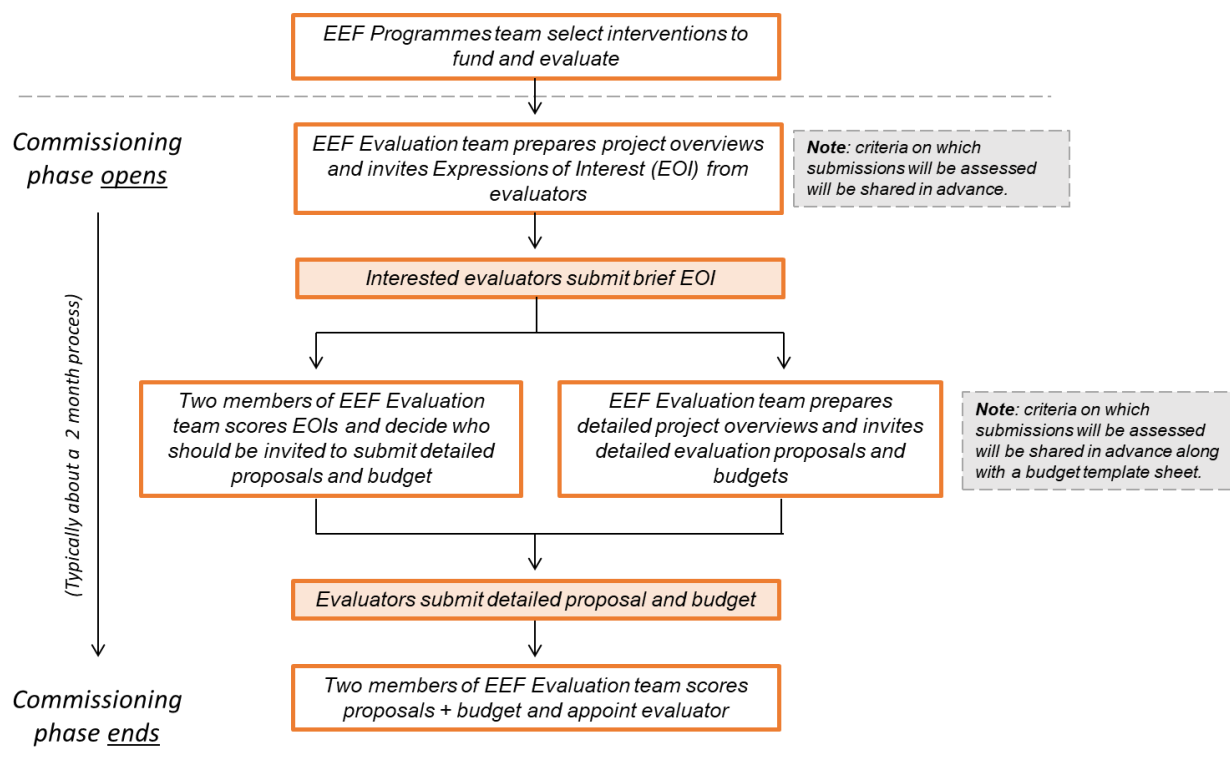 EEF Programmes team select interventions to
fund and evaluate
Commissioning
phase opens
EEF Evaluation team prepares project overviews
and invites Expressions of Interest (EOI) from
evaluators
Note: criteria on which
submissions will be assessed
will be shared in advance.
Interested evaluators submit brief EOI
(Typically about a 2 month process)
Two members of EEF Evaluation
team scores EOIs and decide who
should be invited to submit detailed
proposals and budget
EEF Evaluation team prepares
detailed project overviews and invites
detailed evaluation proposals and
budgets
Note: criteria on which
submissions will be assessed
will be shared in advance along
with a budget template sheet.
Evaluators submit detailed proposal and budget
Two members of EEF Evaluation team scores
proposals + budget and appoint evaluator
Commissioning
phase ends